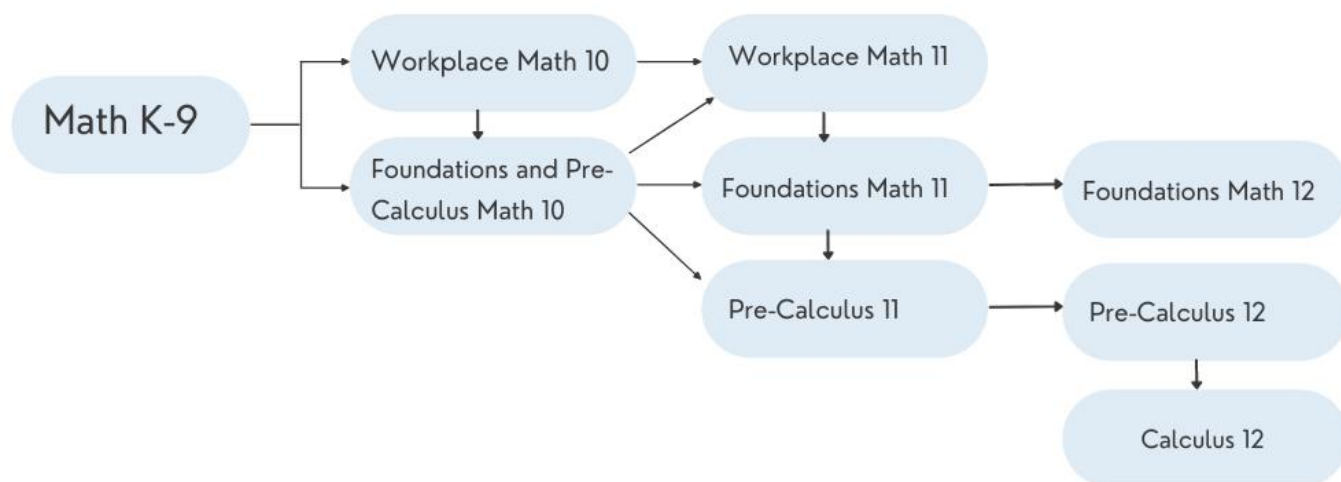 Math K-9
Workplace Math 10
Workplace Math 11
Foundations and Pre-
Calculus Math 10
Foundations Math 11
Foundations Math 12
Pre-Calculus 11
Pre-Calculus 12
Calculus 12